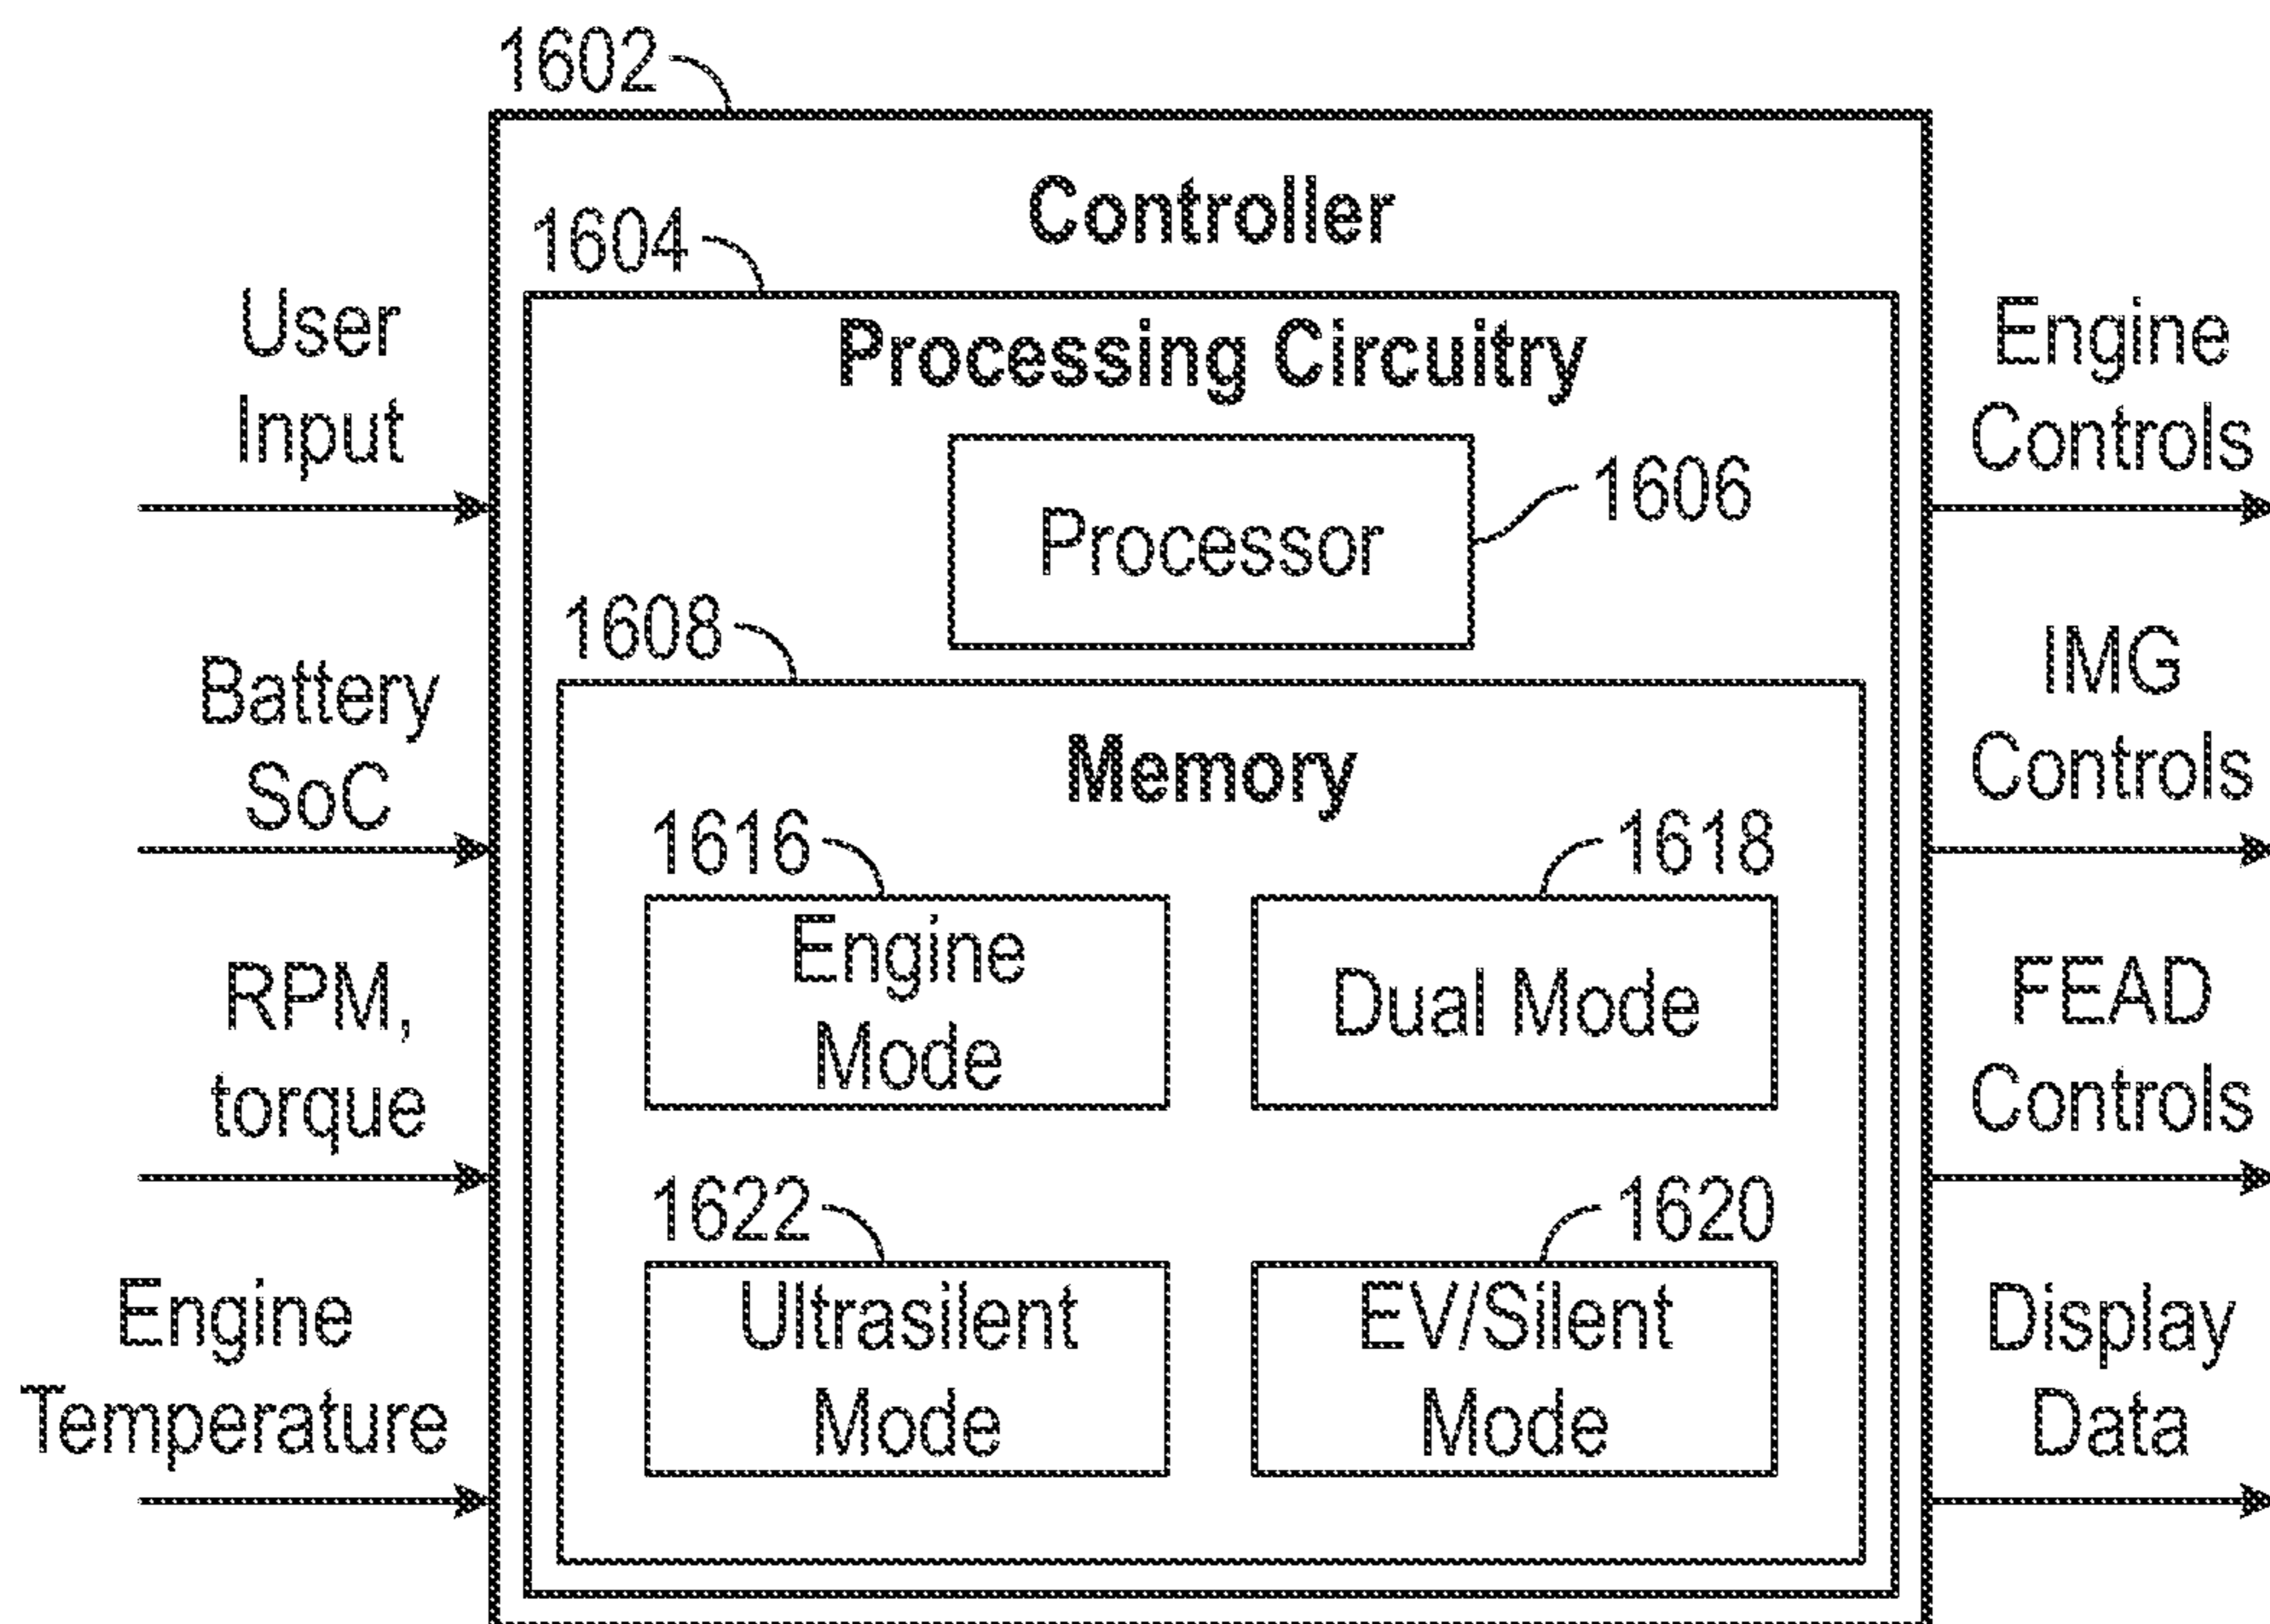 1602
Controller
1604
Processing Circuitry
Processor
1606
1608
Memory
1616
Engine
Mode
1618
Dual Mode
1622
Ultrasilent
Mode
1620
EV/Silent
Mode
User
Input
Battery
SoC
RPM,
torque
Engine
Temperature
Engine
Controls
IMG
Controls
FEAD
Controls
Display
Data